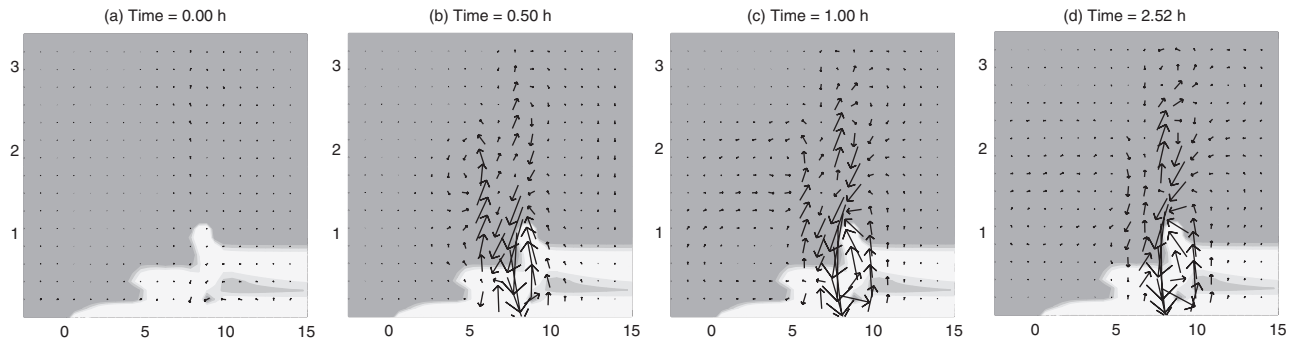 (a) Time = 0.00 h
(b) Time = 0.50 h
(c) Time = 1.00 h
(d) Time = 2.52 h
3 3 3 3
2 2 2 2
1 1 1 1
0 5 10 15 0 5 10 15 0 5 10 15 0 5 10 15